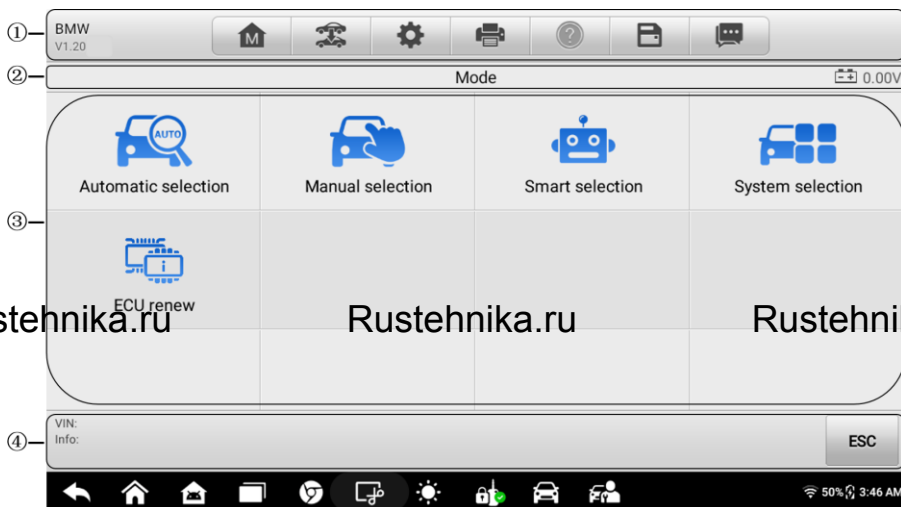 ① BMW
V1.20
M
?
② Mode 0.00V
AUTO
Automatic selection Manual selection Smart selection System selection
③
i
ECU renew
stehnika.ru Rustehnika.ru Rustehni
④ VIN:
Info:
ESC
50% 3:46 AM